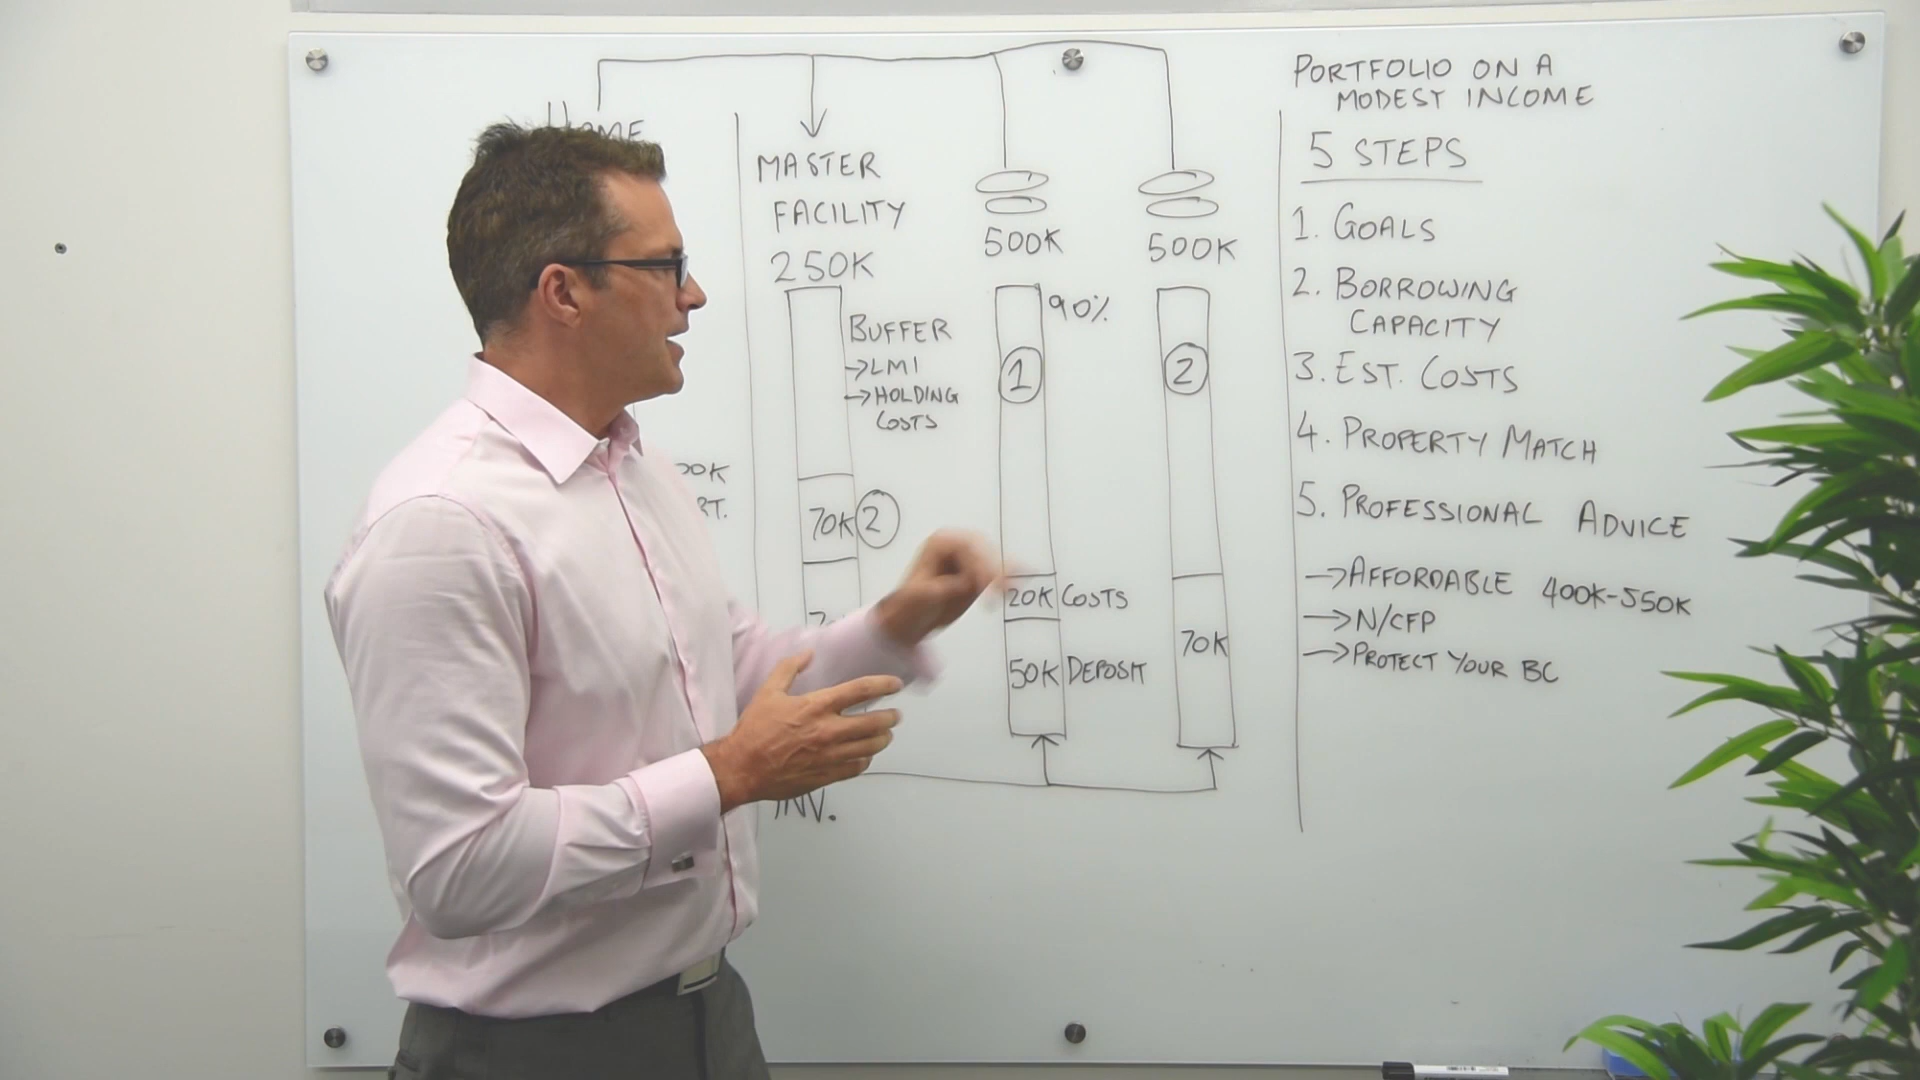 HOME
MASTER
FACILITY
250K
BUFFER
→LMI
→HOLDING
COSTS
70K 2
INV.
500K
90%
1
20K COSTS
50K DEPOSIT
500K
2
70K
PORTFOLIO ON A
MODEST INCOME
5 STEPS
1. GOALS
2. BORROWING
CAPACITY
3. EST. COSTS
4. PROPERTY MATCH
5. PROFESSIONAL ADVICE
→AFFORDABLE 400K-550K
→N/CFP
→PROTECT YOUR BC